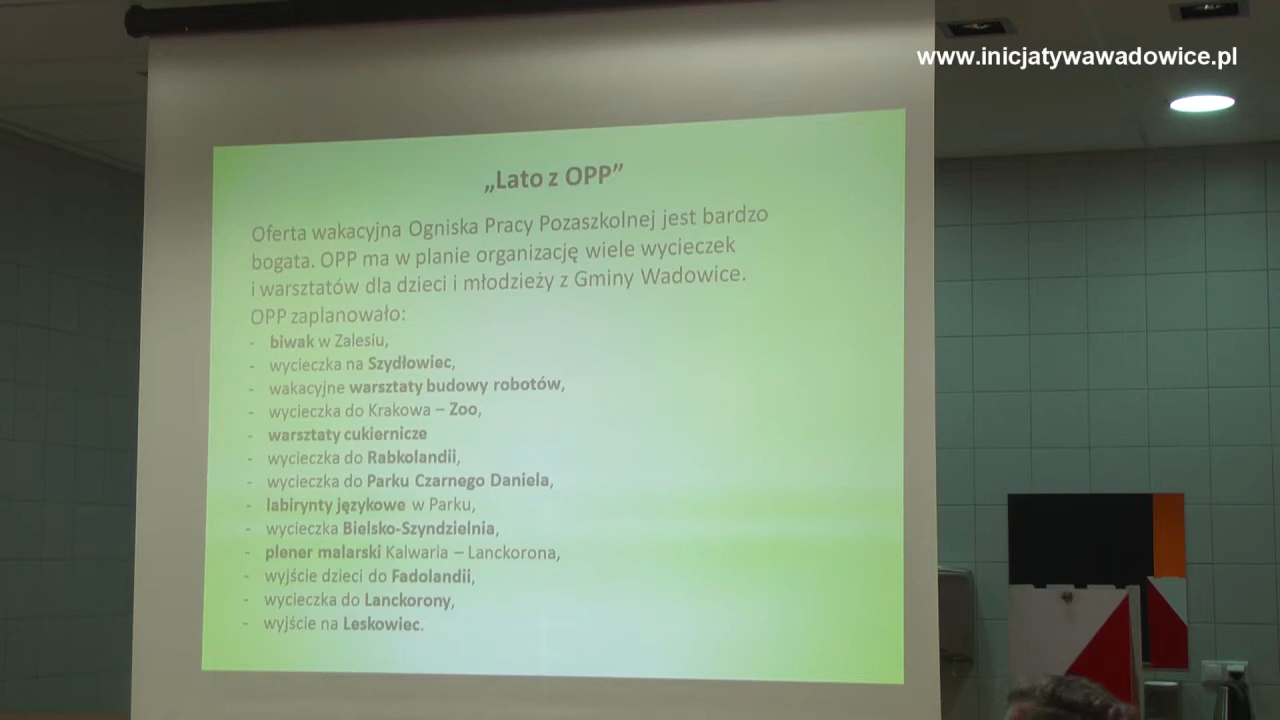 www.inicjatywawadowice.pl
„Lato z OPP”
Oferta wakacyjna Ogniska Pracy Pozaszkolnej jest bardzo
bogata. OPP ma w planie organizację wiele wycieczek
i warsztatów dla dzieci i młodzieży z Gminy Wadowice.
OPP zaplanowało:
- biwak w Zalesiu,
- wycieczka na Szydłowiec,
- wakacyjne warsztaty budowy robotów,
- wycieczka do Krakowa – Zoo,
- warsztaty cukiernicze
- wycieczka do Rabkolandii,
- wycieczka do Parku Czarnego Daniela,
- labirynty językowe w Parku,
- wycieczka Bielsko-Szyndzielnia,
- plener malarski Kalwaria – Lanckorona,
- wyjście dzieci do Fadolandii,
- wycieczka do Lanckorony,
- wyjście na Leskowiec.